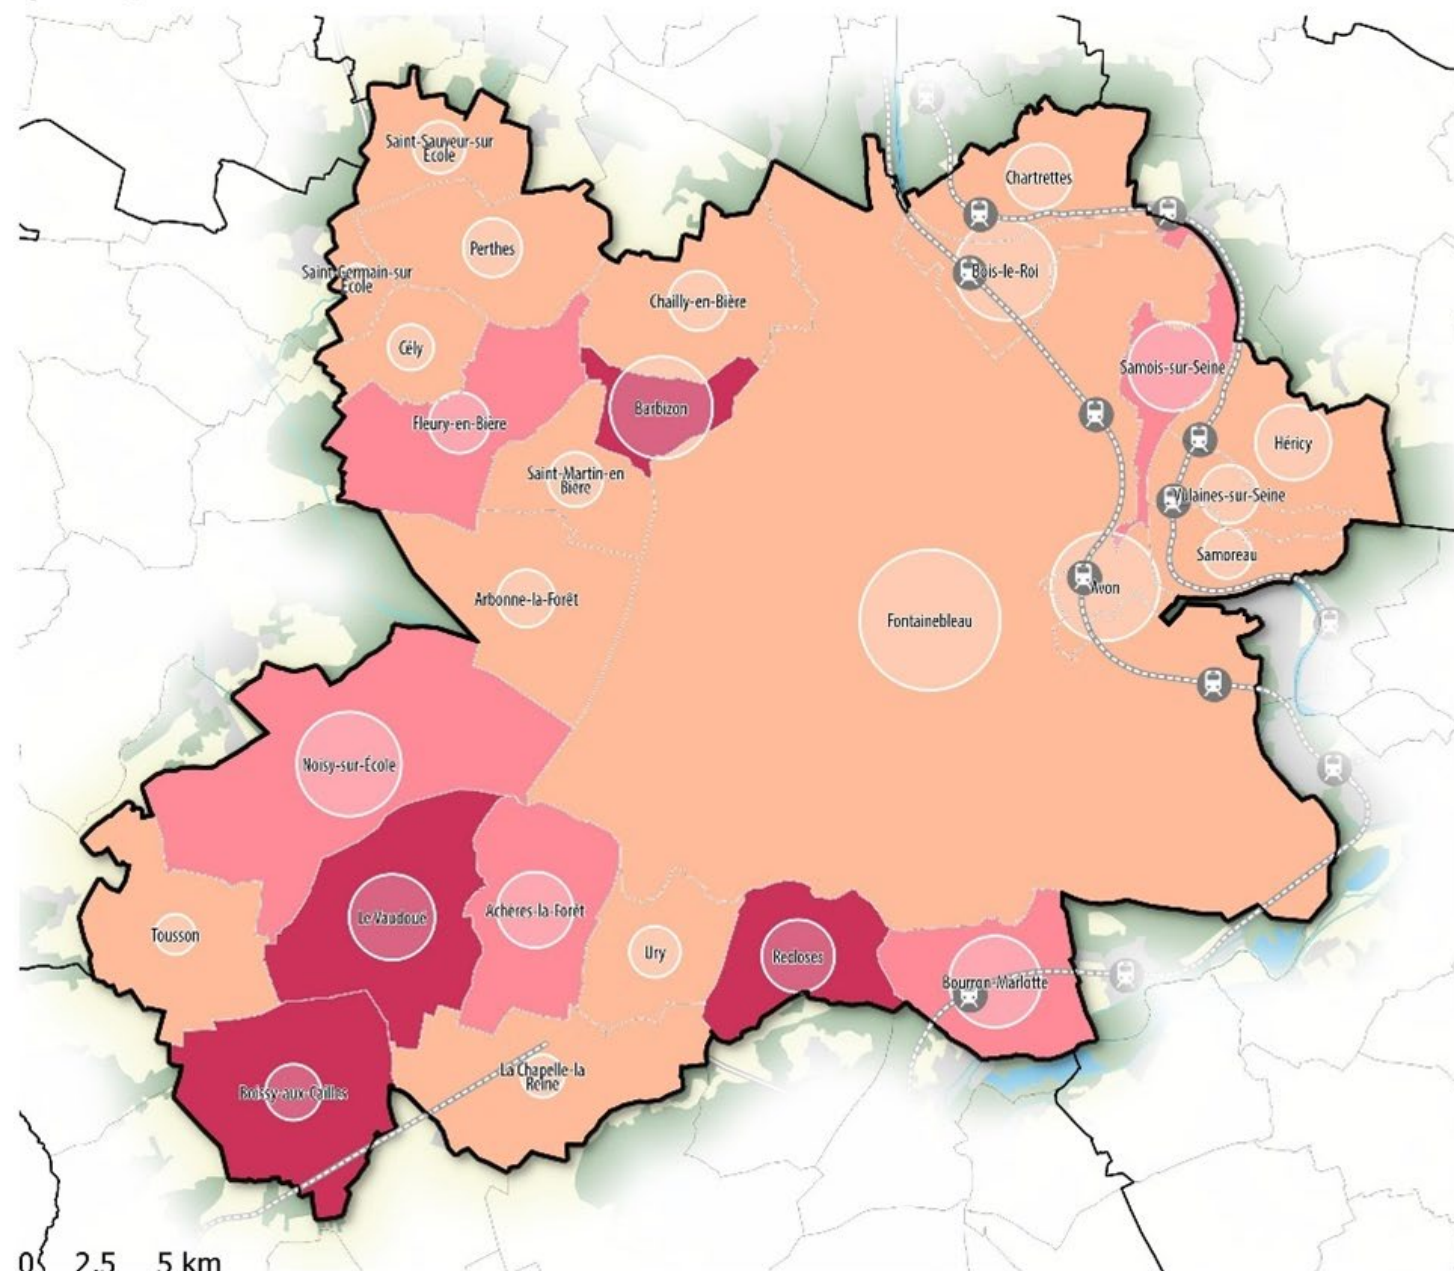 Saint-Sauveur-sur
École
Chartrettes
Perthes
Saint-Germain-sur
École
Bois-le-Roi
Chailly-en-Bière
Cély
Samois-sur-Seine
Barbizon
Fleury-en-Bière
Héricy
Saint-Martin-en
Bière
Vulaines-sur-Seine
Samoreau
Avon
Arbonne-la-Forêt
Fontainebleau
Noisy-sur-École
Le Vaudoué
Achères-la-Forêt
Tousson
Ury
Recloses
Bourron-Marlotte
La Chapelle-la
Reine
Boissy-aux-Cailles
0 2.5 5 km